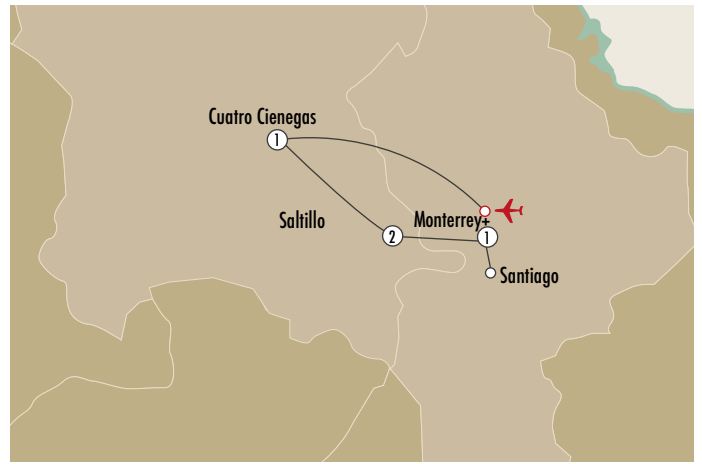 Cuatro Cienegas
1
Saltillo
2
Monterrey+
1
Santiago